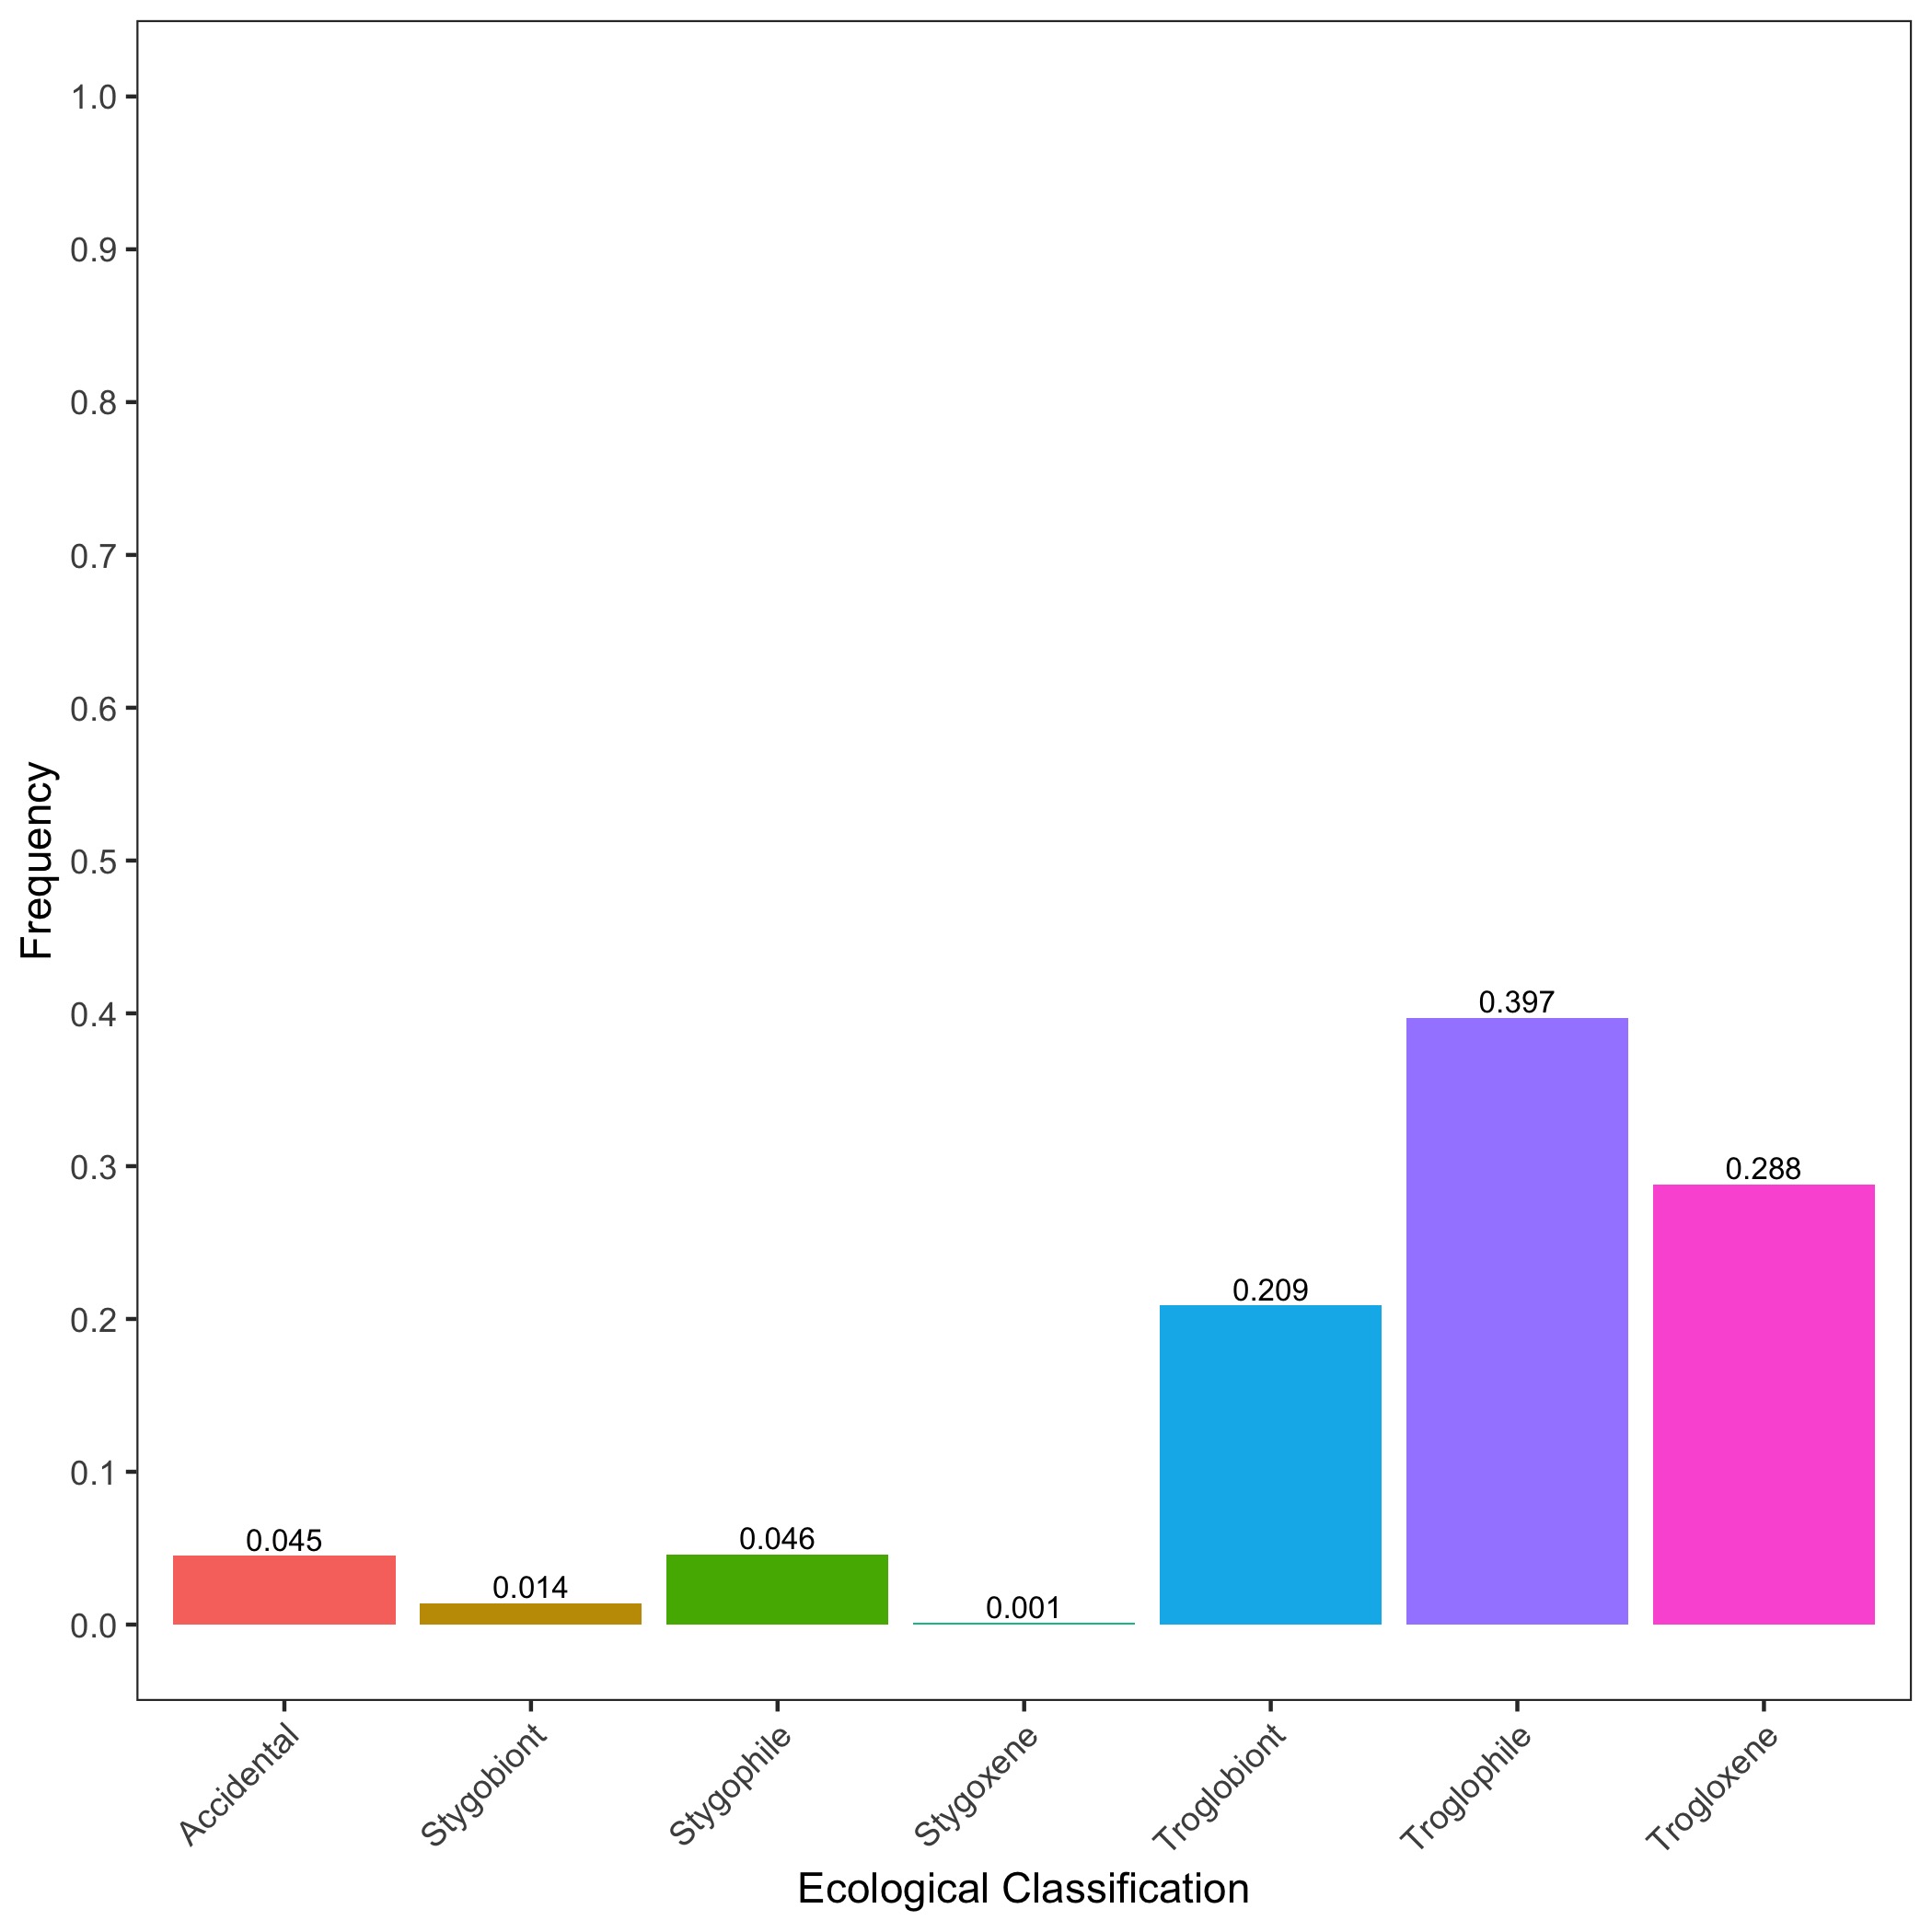 1.0
0.9
0.8
0.7
0.6
0.5
0.4
0.3
0.2
0.1
0.0
Frequency
0.045
0.014
0.046
0.001
0.209
0.397
0.288
Accidental
Stygobiont
Stygophile
Stygoxene
Troglobiont
Troglophile
Trogloxene
Ecological Classification